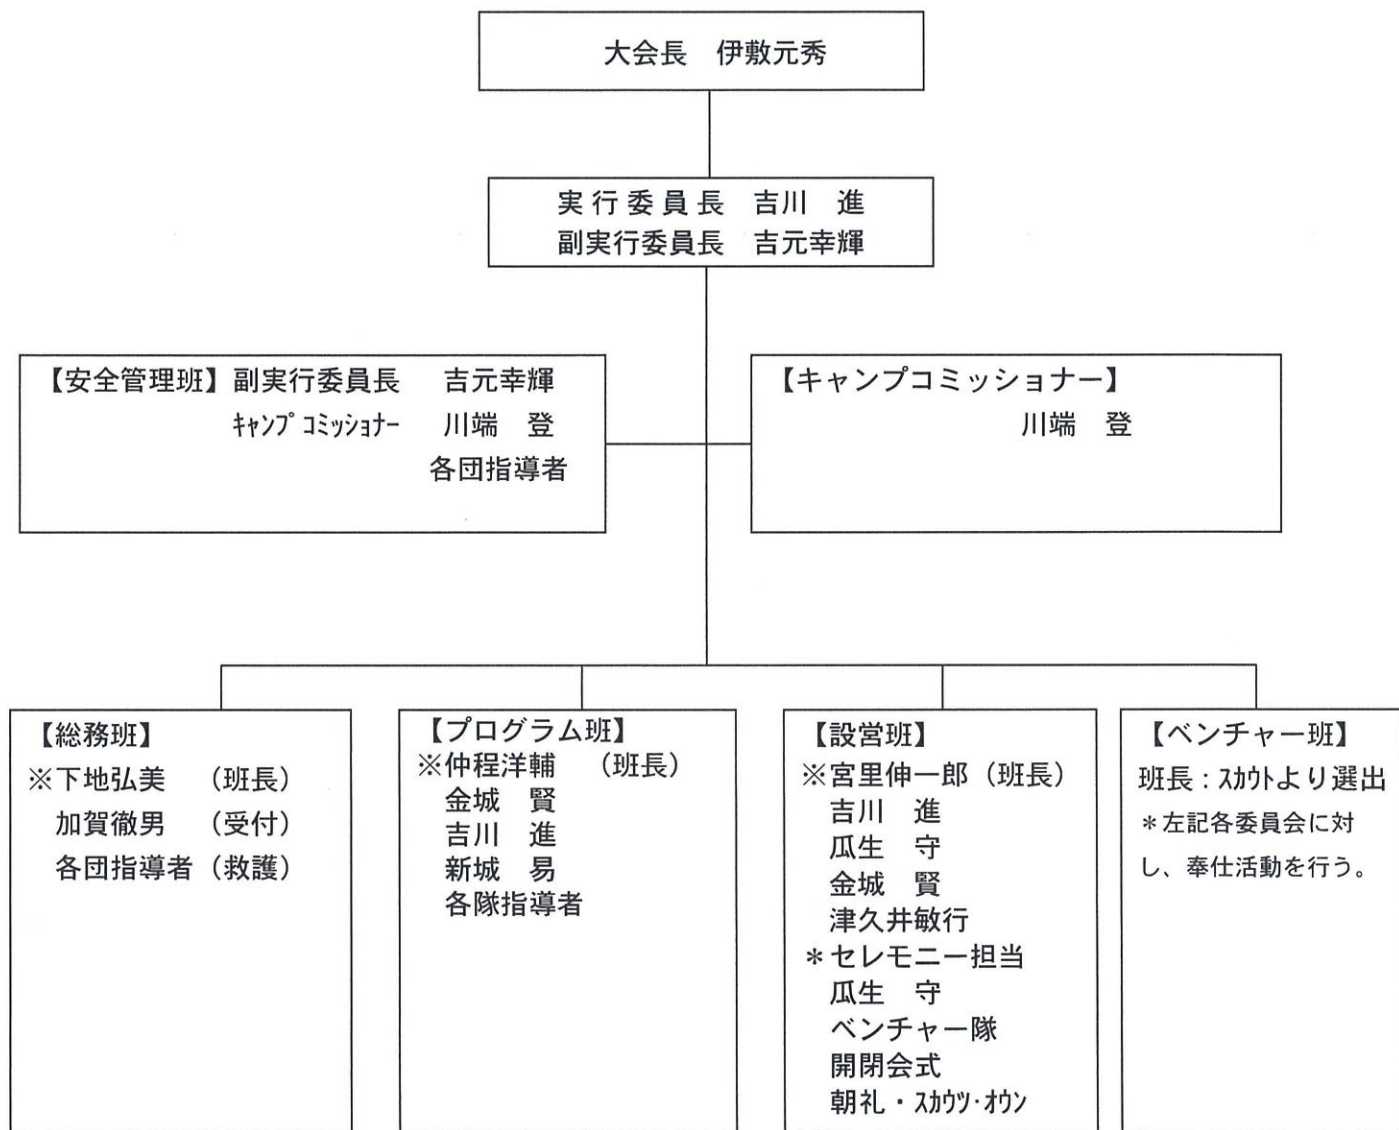 大会長　伊敷元秀
実 行 委 員 長　吉川　進
副実行委員長　吉元幸輝
【安全管理班】副実行委員長　吉元幸輝
ｷｬﾝﾌﾟ ｺﾐｯｼｮﾅｰ　川端　登
各団指導者
【キャンプコミッショナー】
川端　登
【総務班】
※下地弘美　（班長）
加賀徹男　（受付）
各団指導者（救護）
【プログラム班】
※仲程洋輔　（班長）
金城　賢
吉川　進
新城　易
各隊指導者
【設営班】
※宮里伸一郎（班長）
吉川　進
瓜生　守
金城　賢
津久井敏行
＊セレモニー担当
瓜生　守
ベンチャー隊
開閉会式
朝礼・ｽｶｳﾂ・ｵｳﾝ
【ベンチャー班】
班長：ｽｶｳﾄより選出
＊左記各委員会に対
し、奉仕活動を行う。